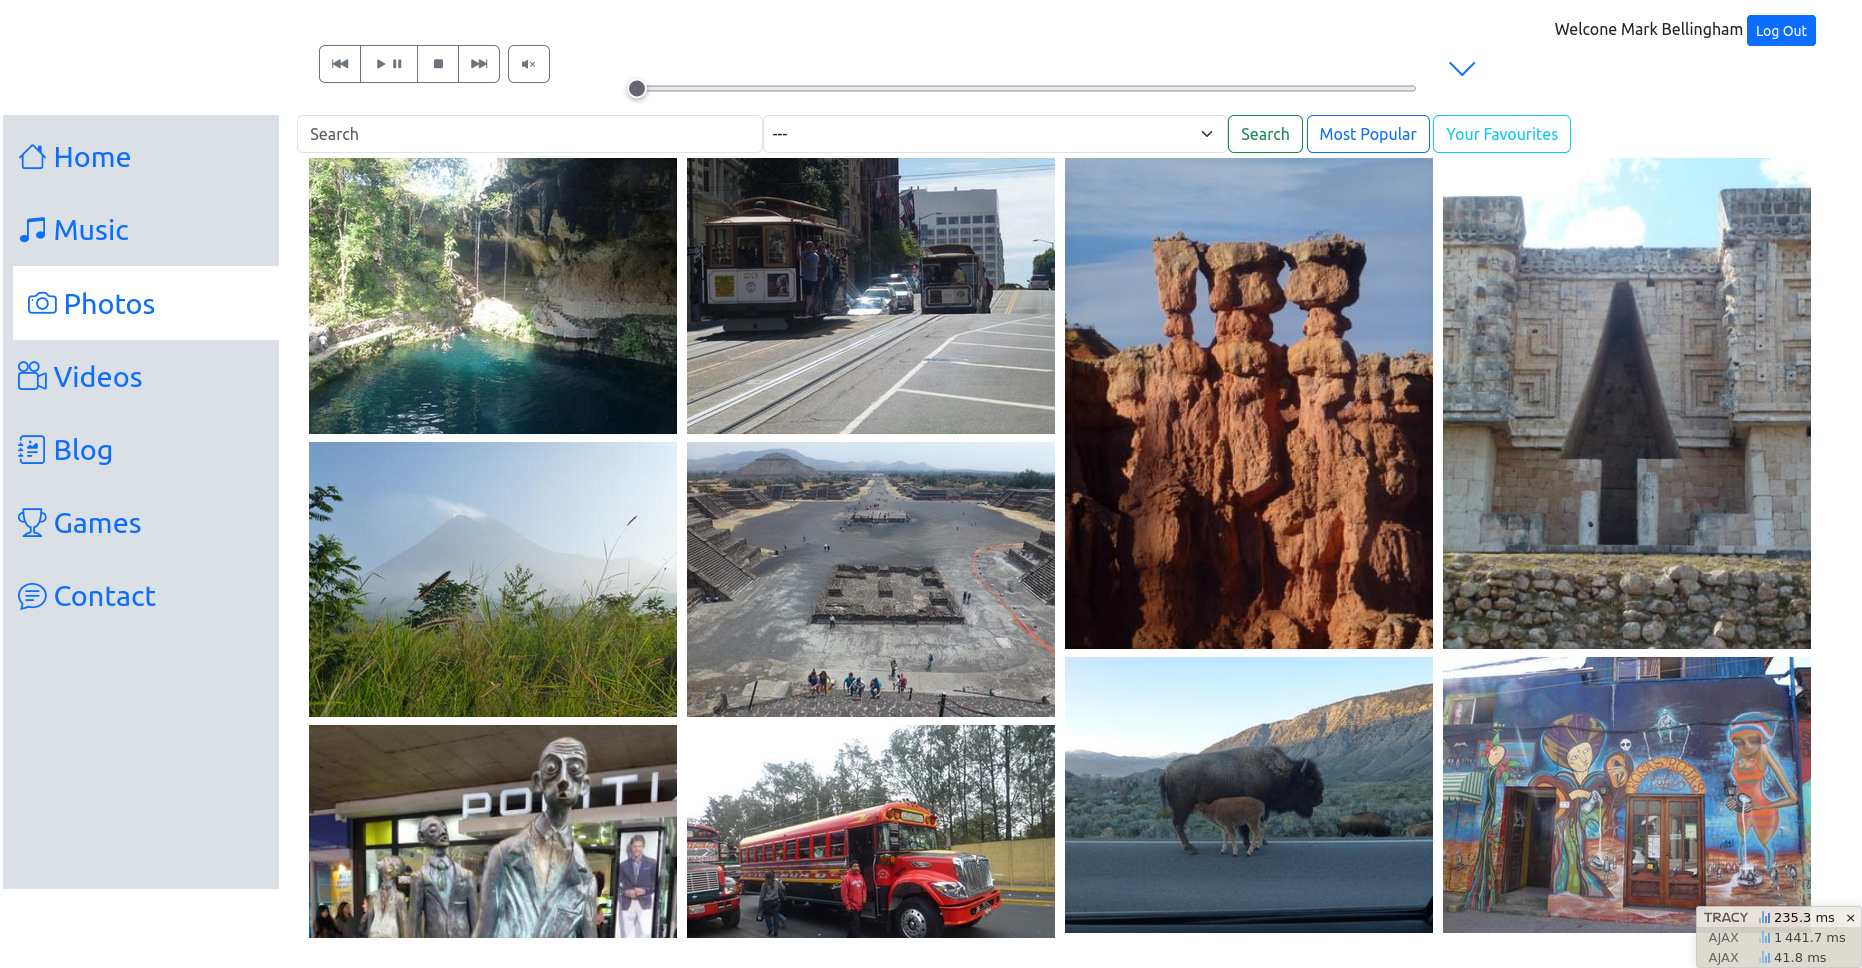 Welcone Mark Bellingham Log Out
Search --- Search Most Popular Your Favourites
Home
Music
Photos
Videos
Blog
Games
Contact
23
TRACY 235.3 ms ×
AJAX 1 441.7 ms
AJAX 41.8 ms